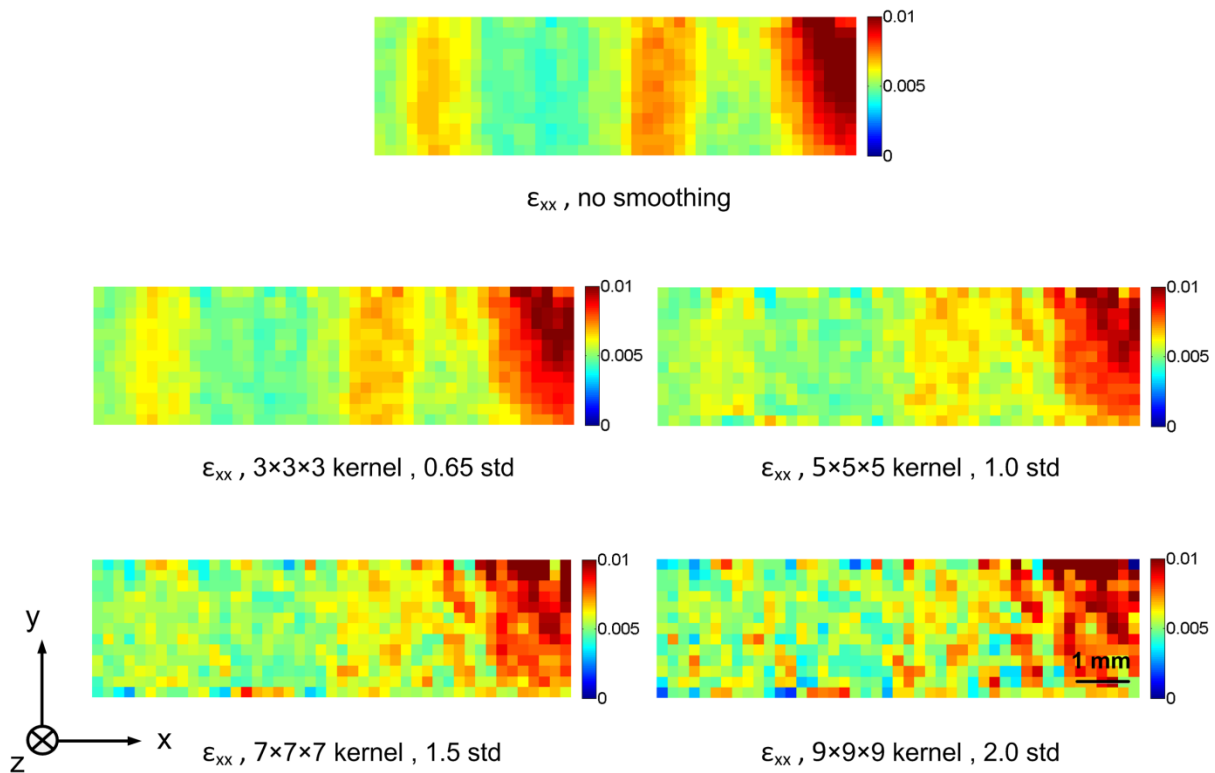 0.01
0.005
0
εxx , no smoothing
0.01
0.005
0
0.01
0.005
0
εxx , 3×3×3 kernel , 0.65 std
εxx , 5×5×5 kernel , 1.0 std
0.01
0.005
0
0.01
0.005
0
1 mm
y
x
z
εxx , 7×7×7 kernel , 1.5 std
εxx , 9×9×9 kernel , 2.0 std